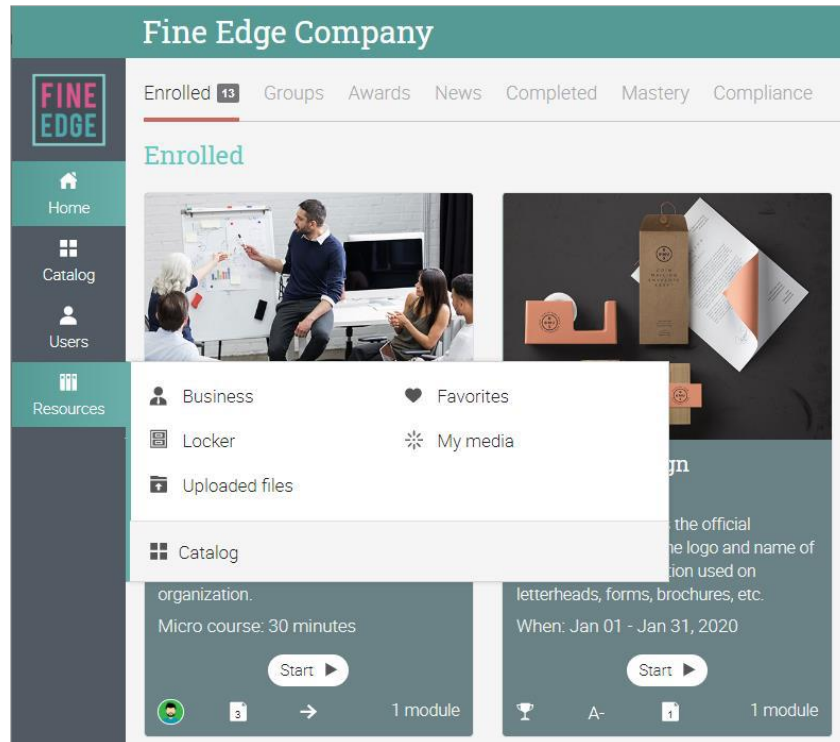 Fine Edge Company
FINE
EDGE
Enrolled 13 Groups Awards News Completed Mastery Compliance
Enrolled
Home
Catalog
Users
Resources
Business
Favorites
Locker
My media
Uploaded files
Catalog
organization.
Micro course: 30 minutes
Start
3
1 module
gn
the official
logo and name of
used on
letterheads, forms, brochures, etc.
When: Jan 01 - Jan 31, 2020
Start
A-
1
1 module